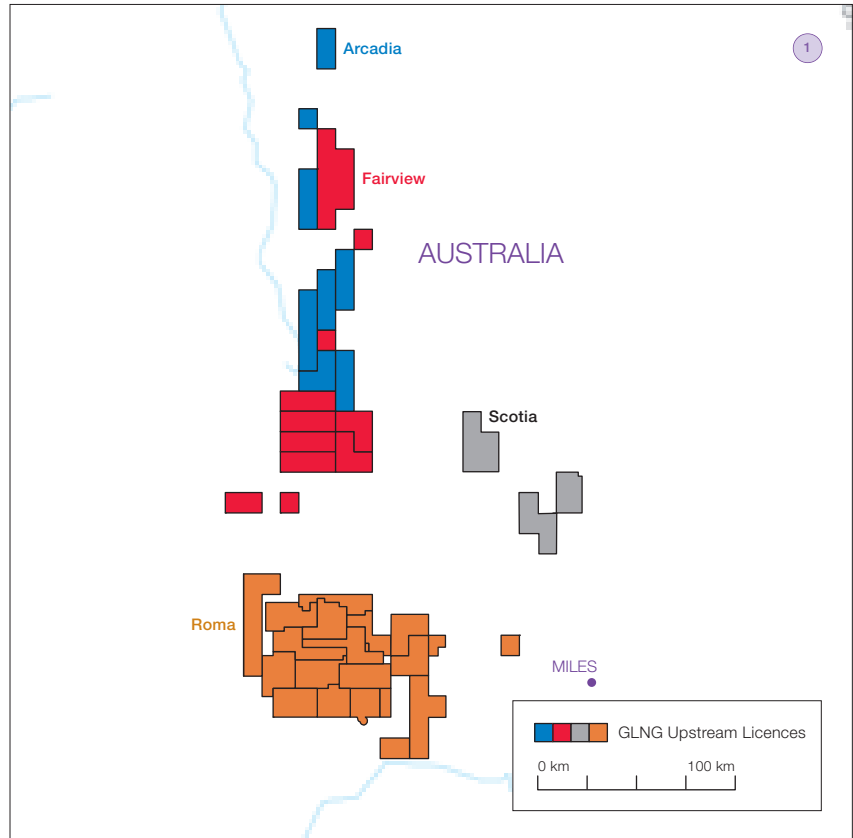 1
Arcadia
Fairview
AUSTRALIA
Scotia
Roma
MILES
GLNG Upstream Licences
0 km 100 km